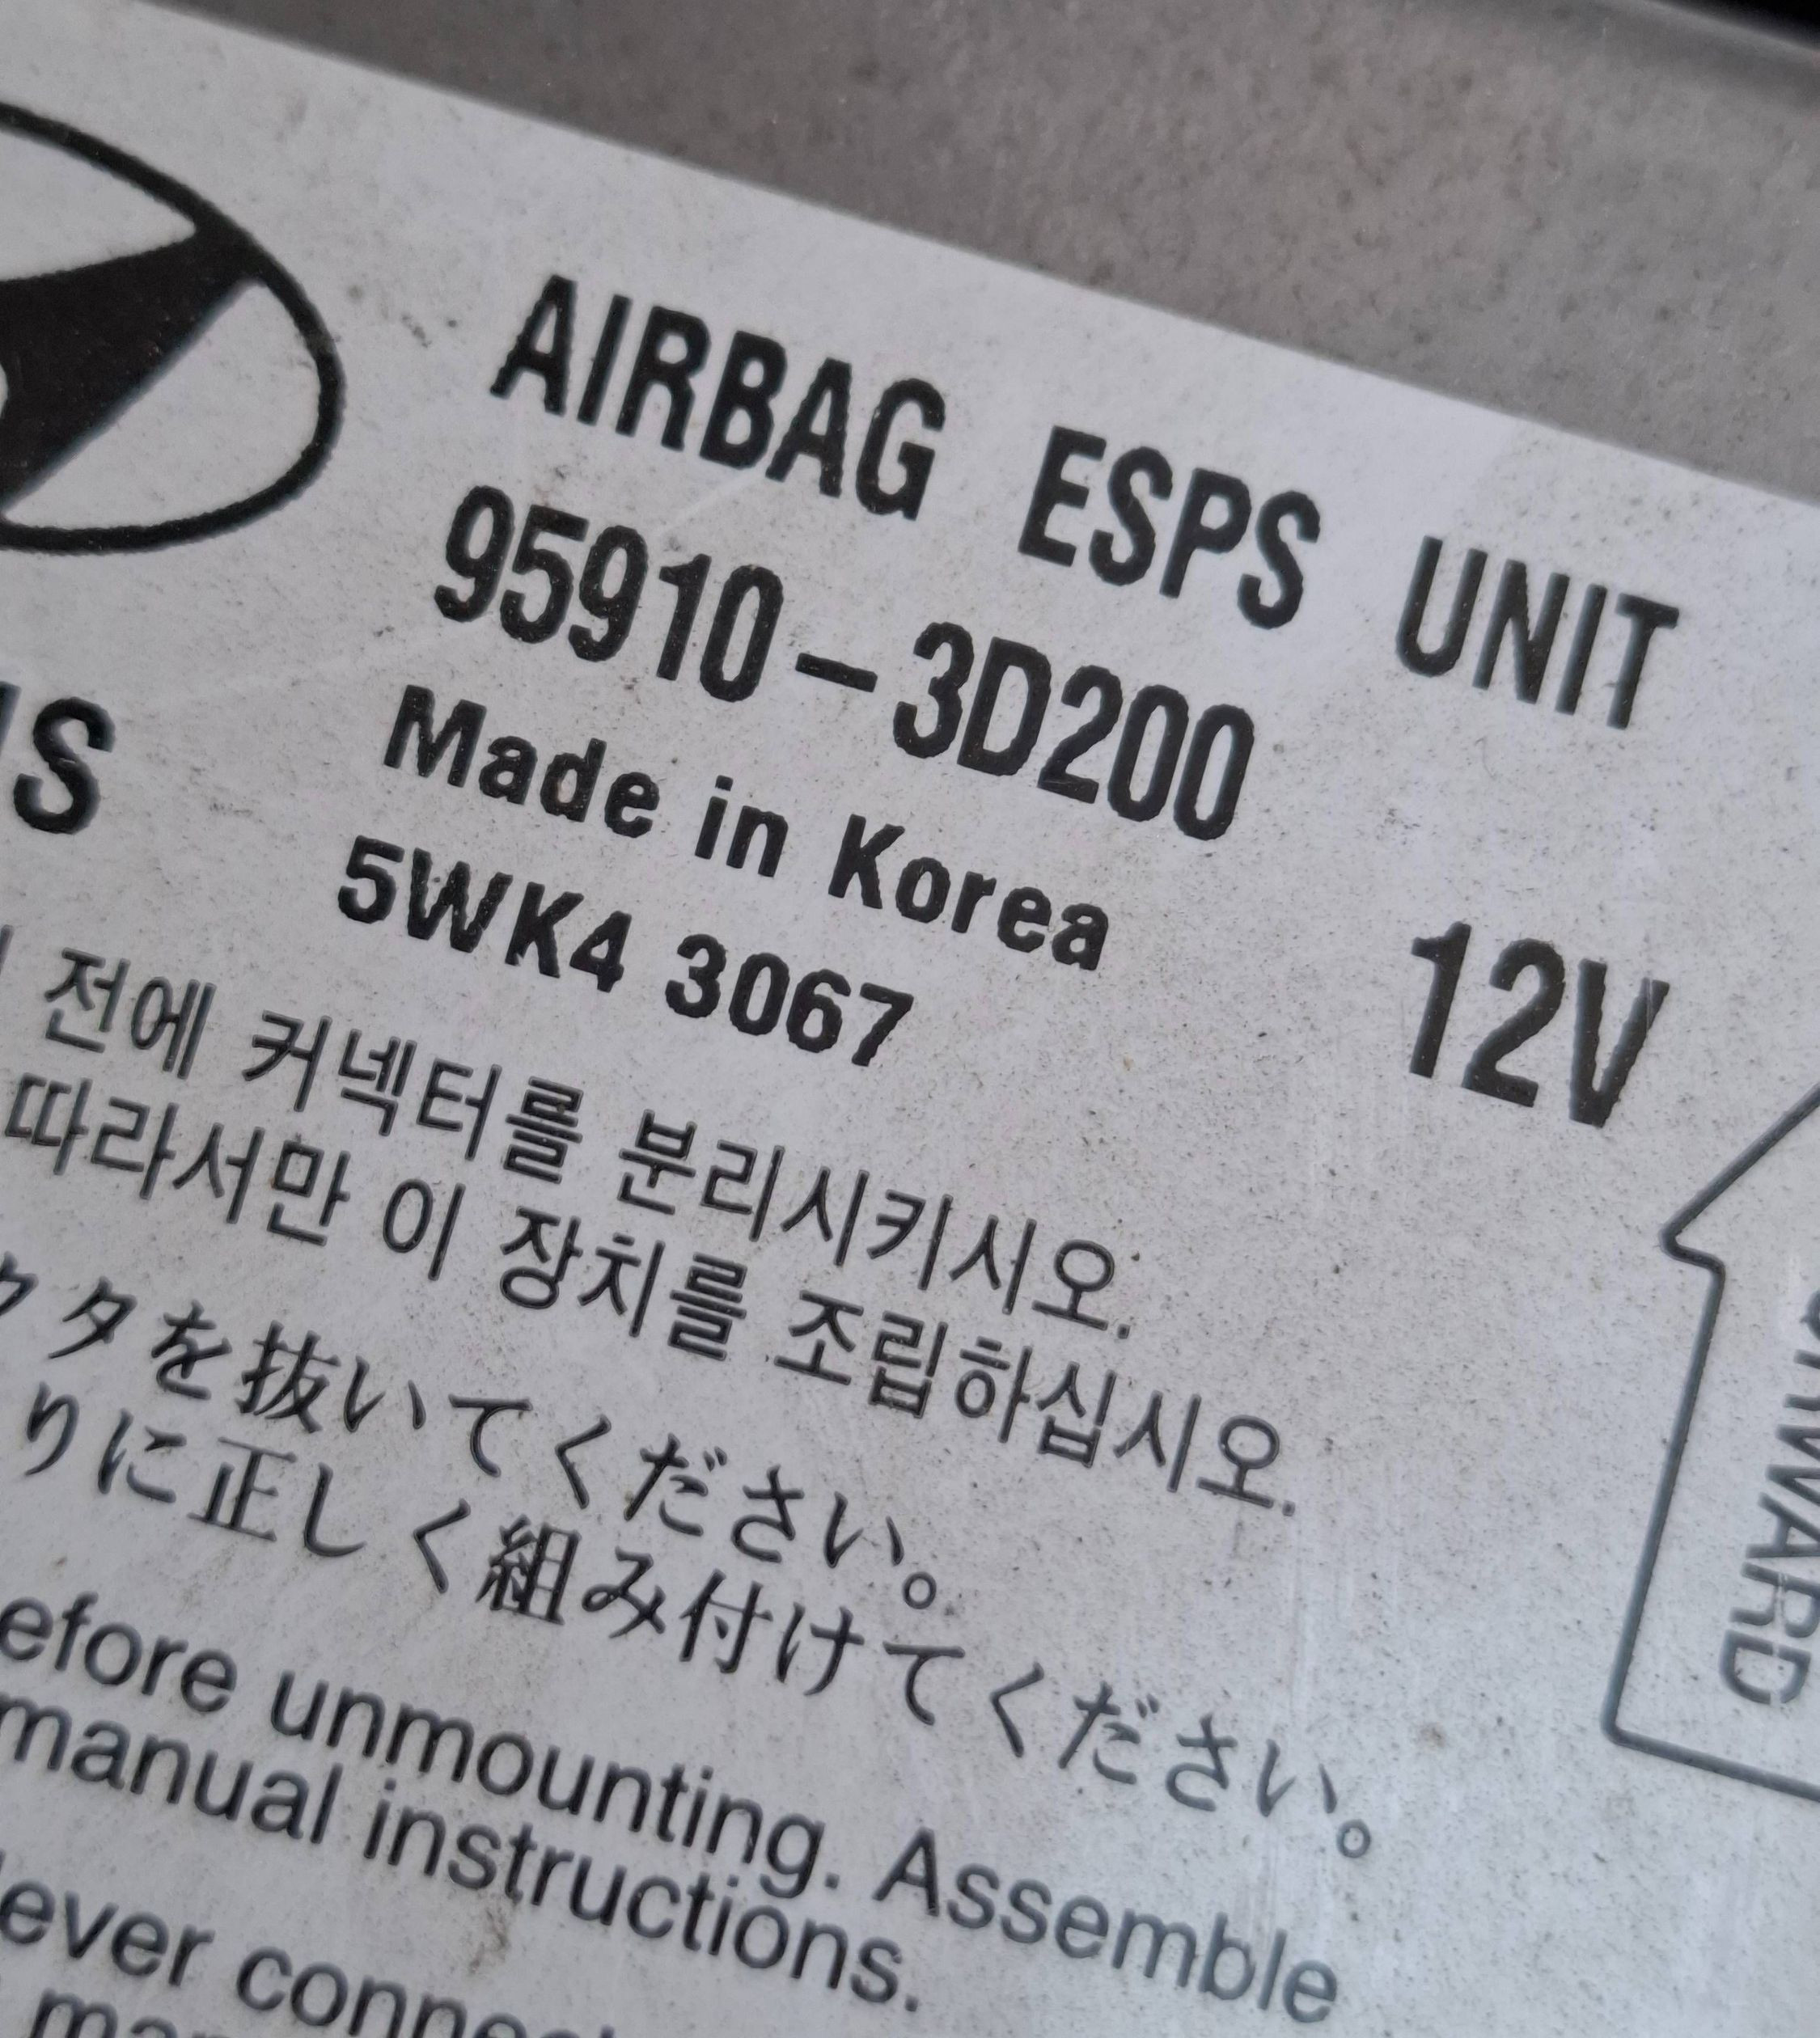 AIRBAG ESPS UNIT
95910-3D200
Made in Korea
5WK4 3067
12V
전에 커넥터를 분리시키시오.
따라서만 이 장치를 조립하십시오.
タを抜いてください。
りに正しく組み付けてください。
efore unmounting. Assemble
manual instructions.
ever connec